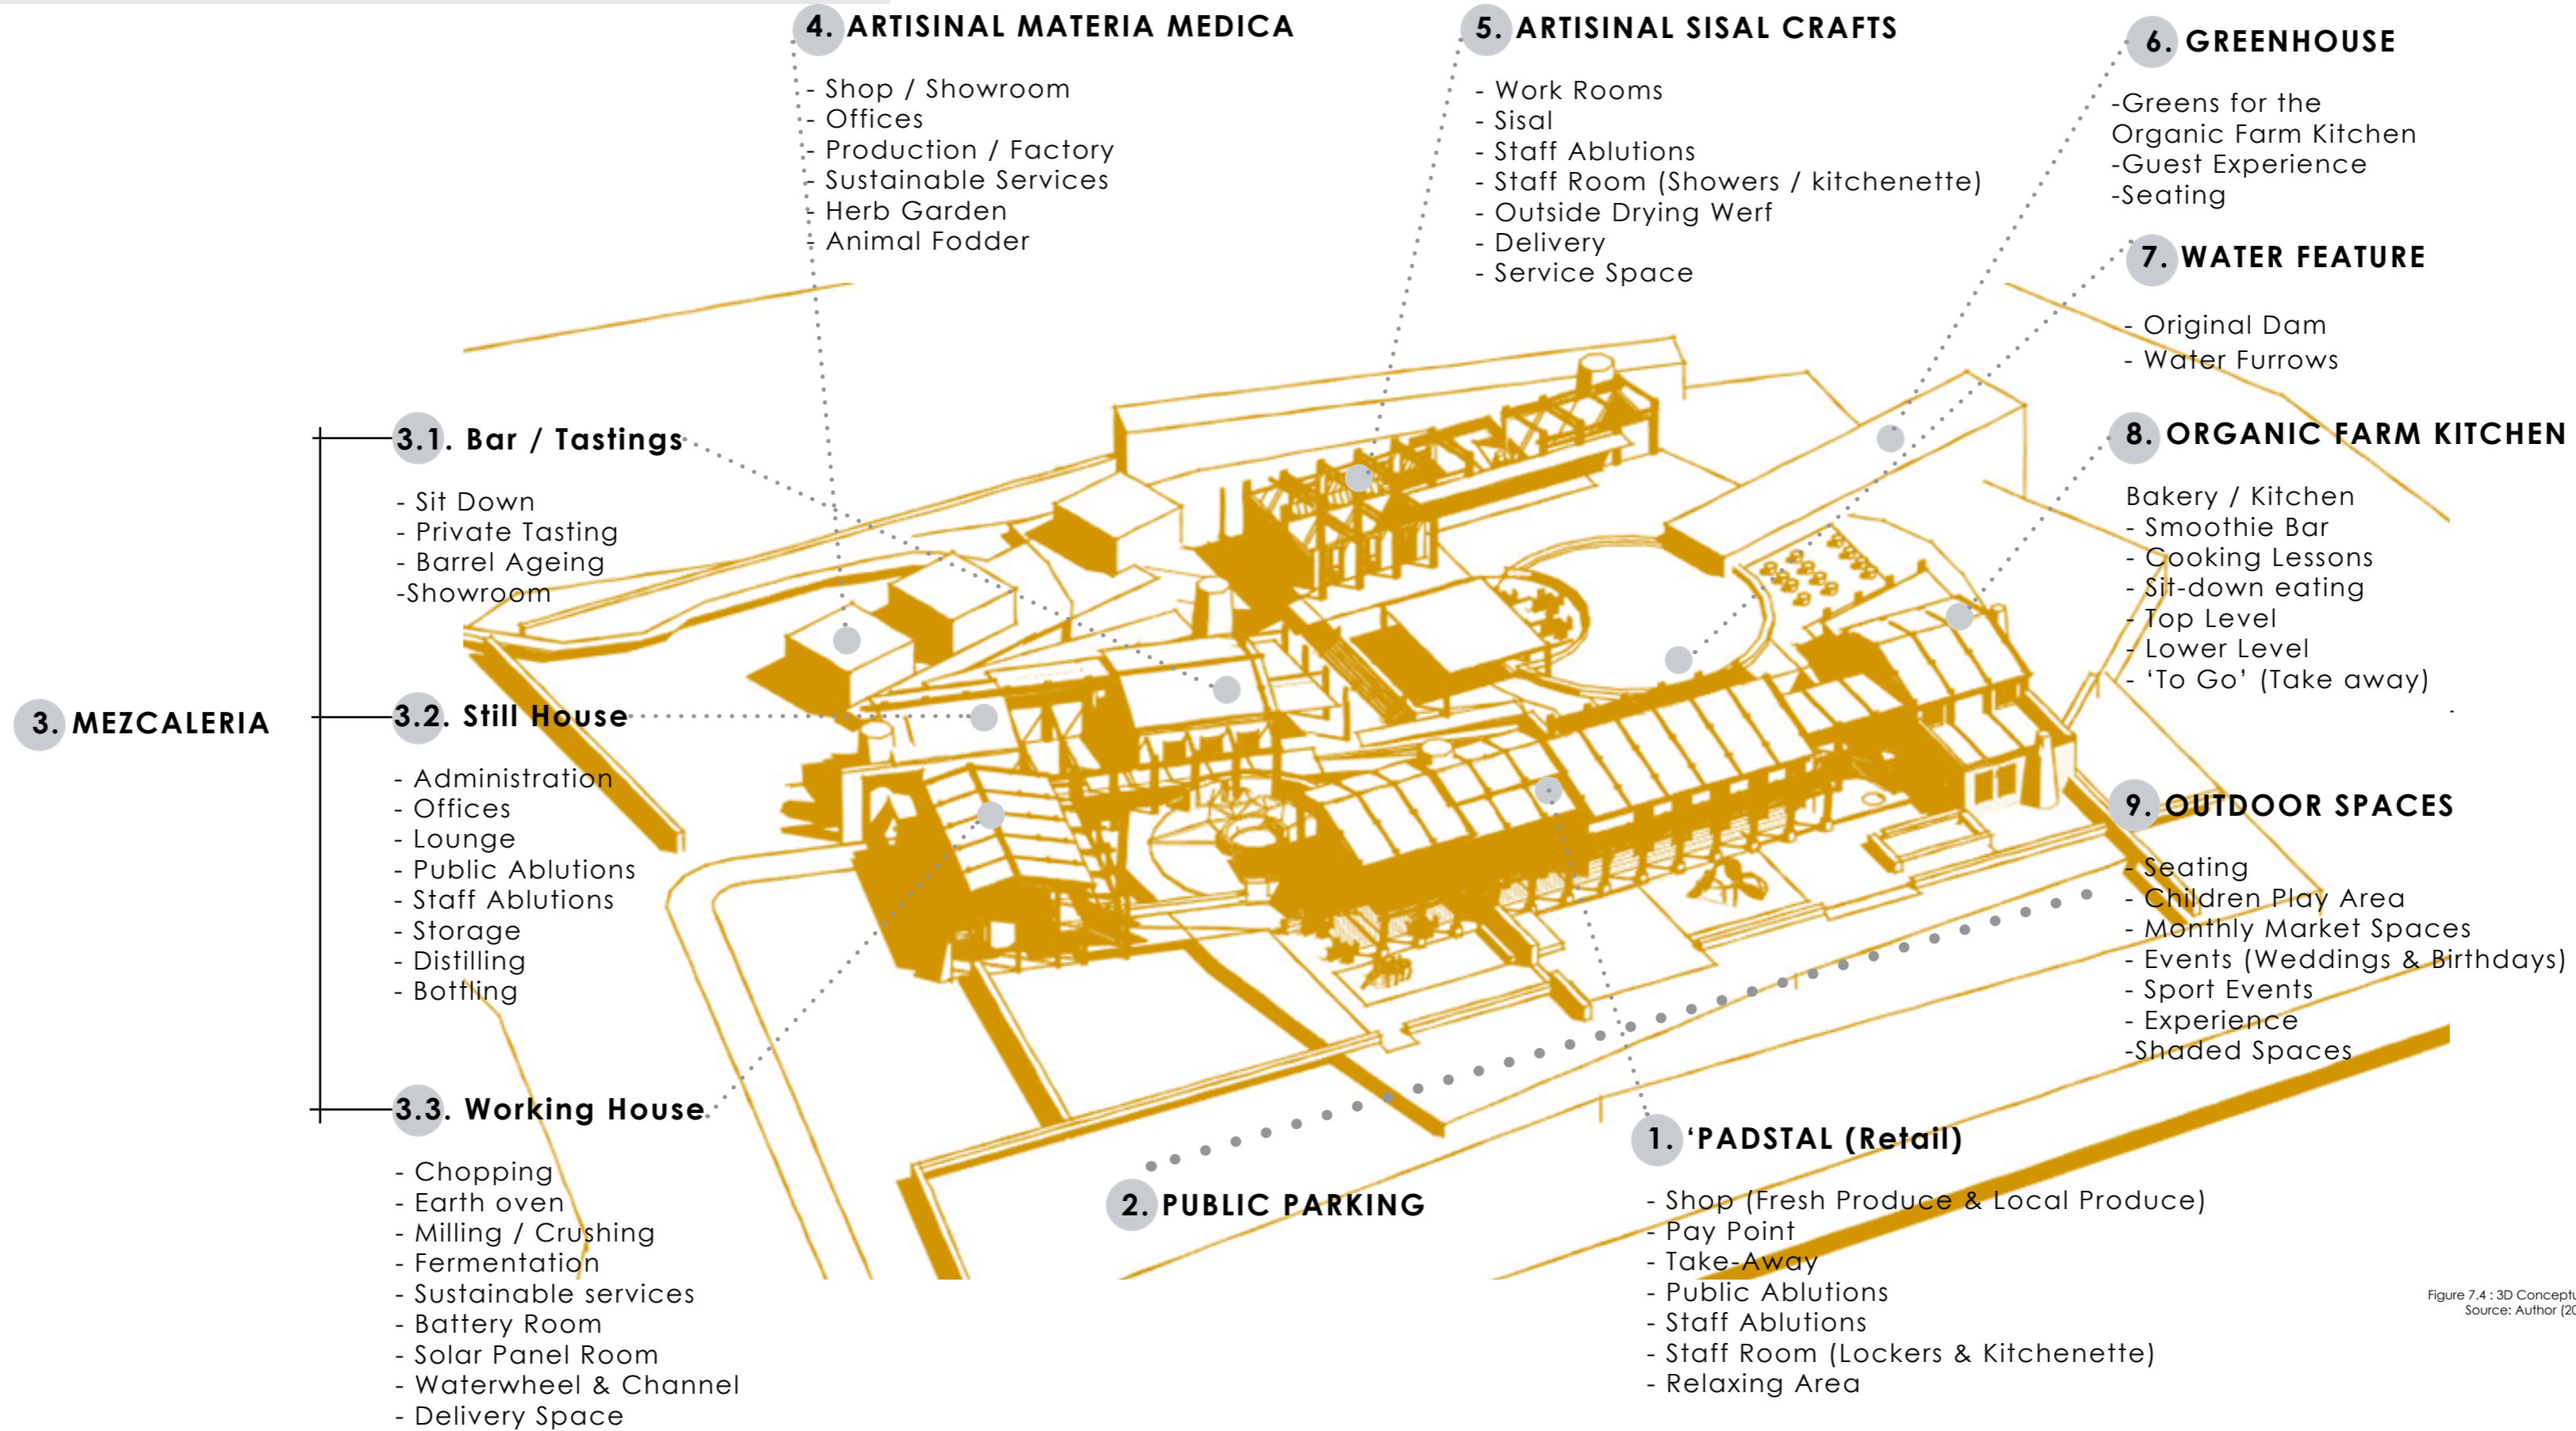 4. ARTISINAL MATERIA MEDICA
- Shop / Showroom
- Offices
- Production / Factory
- Sustainable Services
- Herb Garden
- Animal Fodder
5. ARTISINAL SISAL CRAFTS
- Work Rooms
- Sisal
- Staff Ablutions
- Staff Room (Showers / kitchenette)
- Outside Drying Werf
- Delivery
- Service Space
6. GREENHOUSE
-Greens for the
Organic Farm Kitchen
-Guest Experience
-Seating
7. WATER FEATURE
- Original Dam
- Water Furrows
8. ORGANIC FARM KITCHEN
Bakery / Kitchen
- Smoothie Bar
- Cooking Lessons
- Sit-down eating
- Top Level
- Lower Level
- ‘To Go’ (Take away)
9. OUTDOOR SPACES
- Seating
- Children Play Area
- Monthly Market Spaces
- Events (Weddings & Birthdays)
- Sport Events
- Experience
-Shaded Spaces
3. MEZCALERIA
3.1. Bar / Tastings
- Sit Down
- Private Tasting
- Barrel Ageing
-Showroom
3.2. Still House
- Administration
- Offices
- Lounge
- Public Ablutions
- Staff Ablutions
- Storage
- Distilling
- Bottling
3.3. Working House
- Chopping
- Earth oven
- Milling / Crushing
- Fermentation
- Sustainable services
- Battery Room
- Solar Panel Room
- Waterwheel & Channel
- Delivery Space
2. PUBLIC PARKING
1. ‘PADSTAL (Retail)
- Shop (Fresh Produce & Local Produce)
- Pay Point
- Take-Away
- Public Ablutions
- Staff Ablutions
- Staff Room (Lockers & Kitchenette)
- Relaxing Area
Figure 7.4 : 3D
Source: Author